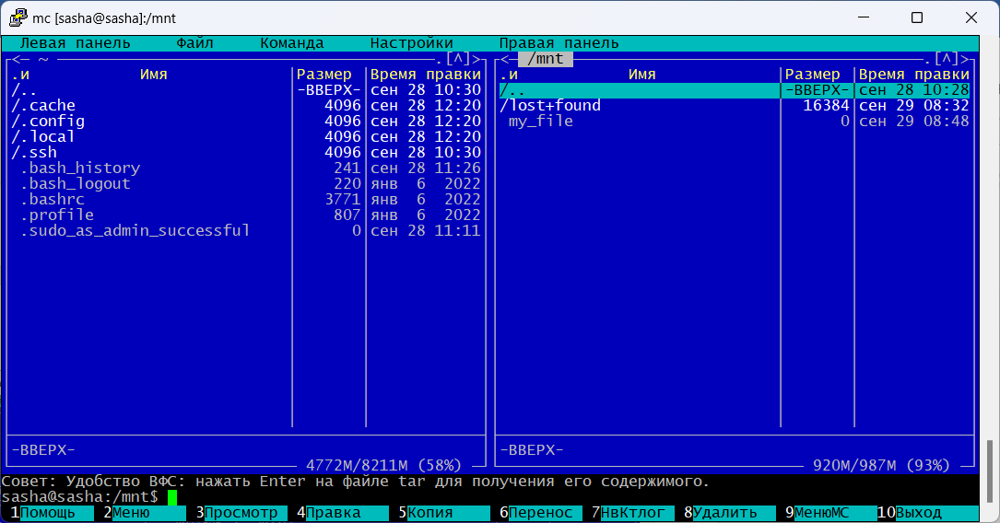 mc [sasha@sasha]:/mnt
Левая панель Файл Команда Настройки Правая панель
<─ ~ .[^]> <─ /mnt .[^]>
.и Имя Размер Время правки .и Имя Размер Время правки
/.. -ВВЕРХ- сен 28 10:30 /.. -ВВЕРХ- сен 28 10:28
/.cache 4096 сен 28 12:20 /lost+found 16384 сен 29 08:32
/.config 4096 сен 28 12:20 my_file 0 сен 29 08:48
/.local 4096 сен 28 12:20
/.ssh 4096 сен 28 10:30
.bash_history 241 сен 28 11:26
.bash_logout 220 янв 6 2022
.bashrc 3771 янв 6 2022
.profile 807 янв 6 2022
.sudo_as_admin_successful 0 сен 28 11:11
-ВВЕРХ- -ВВЕРХ-
4772M/8211M (58%) 920M/987M (93%)
Совет: Удобство ВФС: нажать Enter на файле tar для получения его содержимого.
sasha@sasha:/mnt$
1Помощь 2Меню 3Просмотр 4Правка 5Копия 6Перенос 7НвКтлог 8Удалить 9МенюМС 10Выход